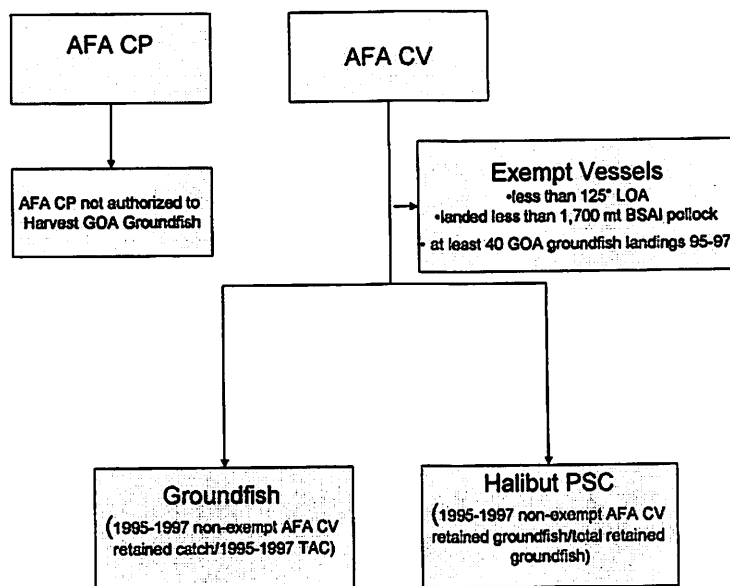 AFA CP
AFA CV
AFA CP not authorized to
Harvest GOA Groundfish
Exempt Vessels
•less than 125" LOA
•landed less than 1,700 mt BSAI pollock
• at least 40 GOA groundfish landings 95-97
Groundfish
(1995-1997 non-exempt AFA CV
retained catch/1995-1997 TAC)
Halibut PSC
(1995-1997 non-exempt AFA CV
retained groundfish/total retained
groundfish)